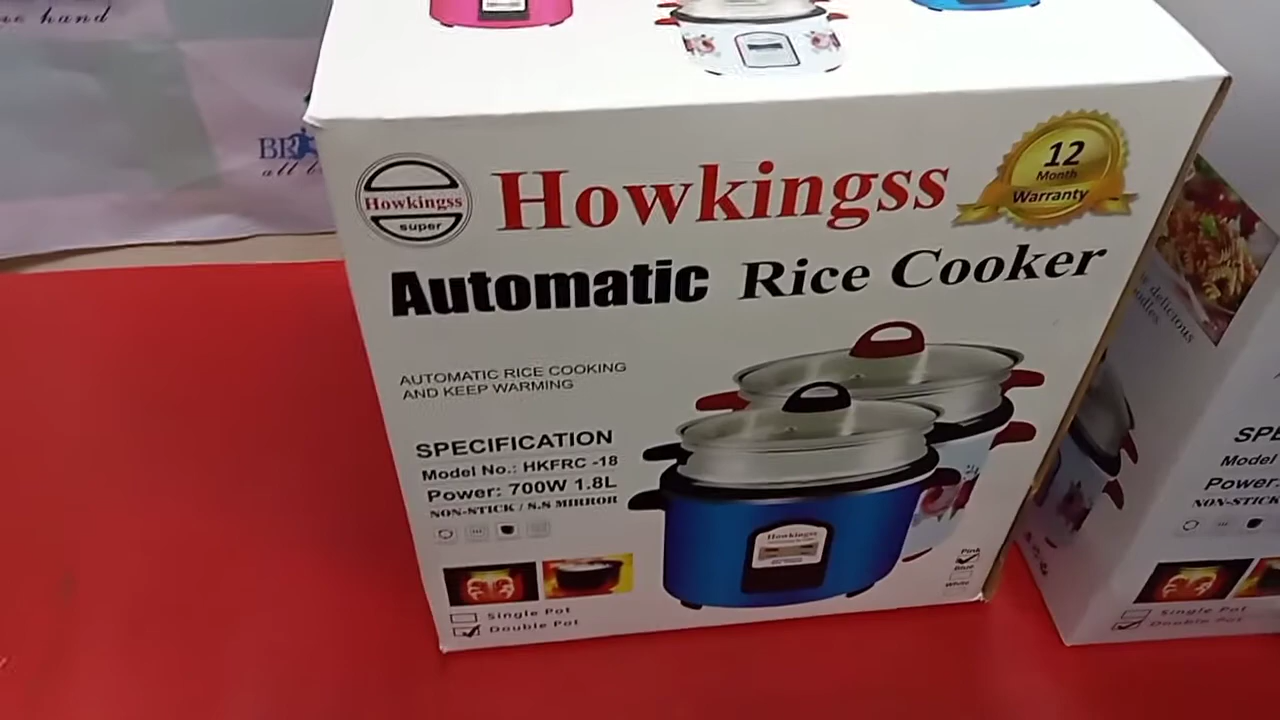 hand
Howkingss
super
Howkingss
12
Month
Warranty
Automatic Rice Cooker
AUTOMATIC RICE COOKING
AND KEEP WARMING
SPECIFICATION
Model No.: HKFRC -18
Power: 700W 1.8L
NON-STICK / S.S MIRROR
Howkingss
Pink
Blue
White
Single Pot
Double Pot
delicious
SPE
Model
Power:
NON-STICK
Single Pot
Double Pot